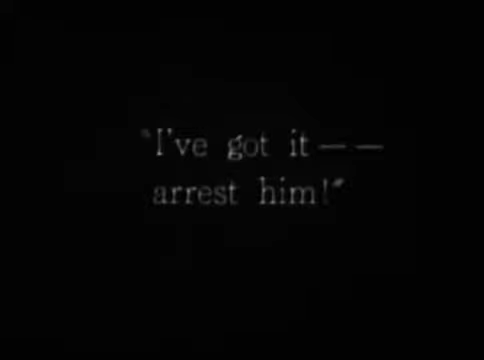 "I've got it — —
arrest him!"